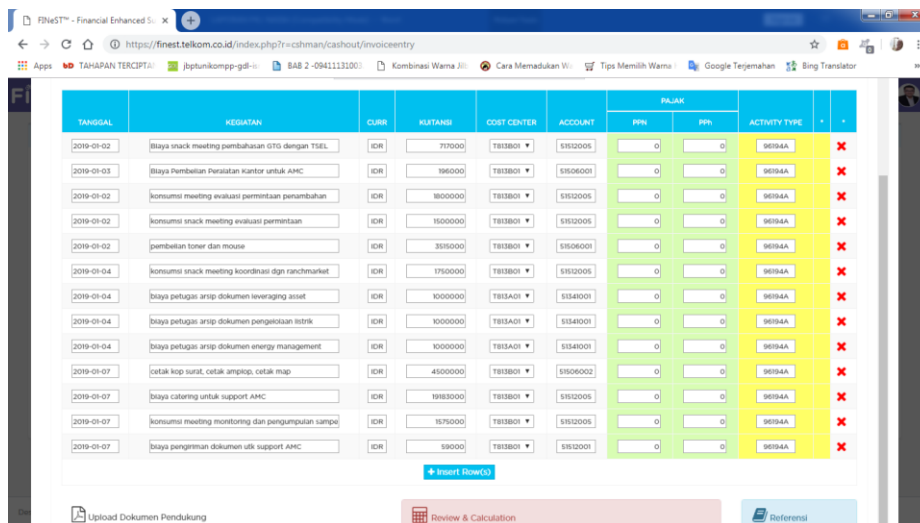 FINeST™ - Financial Enhanced Su
https://finest.telkom.co.id/index.php?r=cshman/cashout/invoiceentry
Apps TAHAPAN TERCIPTA jbptunikompp-gdl-is BAB 2 -09411131003 Kombinasi Warna Jilb Cara Memadukan W Tips Memilih Warna Google Terjemahan Bing Translator »
TANGGAL KEGIATAN CURR KUITANSI COST CENTER ACCOUNT PAJAK ACTIVITY TYPE * *
PPN PPh
2019-01-02 Biaya snack meeting pembahasan GTG dengan TSEL IDR 717000 T813B01 51512005 0 0 96194A
2019-01-03 Biaya Pembelian Peralatan Kantor untuk AMC IDR 196000 T813B01 51506001 0 0 96194A
2019-01-02 konsumsi meeting evaluasi permintaan penambahan IDR 1800000 T813B01 51512005 0 0 96194A
2019-01-02 konsumsi snack meeting evaluasi permintaan IDR 1500000 T813B01 51512005 0 0 96194A
2019-01-02 pembelian toner dan mouse IDR 3515000 T813B01 51506001 0 0 96194A
2019-01-04 konsumsi snack meeting koordinasi dgn ranchmarket IDR 1750000 T813B01 51512005 0 0 96194A
2019-01-04 biaya petugas arsip dokumen leveraging asset IDR 1000000 T813A01 51341001 0 0 96194A
2019-01-04 biaya petugas arsip dokumen pengelolaan listrik IDR 1000000 T813A01 51341001 0 0 96194A
2019-01-04 biaya petugas arsip dokumen energy management IDR 1000000 T813A01 51341001 0 0 96194A
2019-01-07 cetak kop surat, cetak amplop, cetak map IDR 4500000 T813B01 51506002 0 0 96194A
2019-01-07 biaya catering untuk support AMC IDR 19183000 T813B01 51512005 0 0 96194A
2019-01-07 konsumsi meeting monitoring dan pengumpulan sampe IDR 1575000 T813B01 51512005 0 0 96194A
2019-01-07 biaya pengiriman dokumen utk support AMC IDR 59000 T813B01 51512001 0 0 96194A
+ Insert Row(s)
Upload Dokumen Pendukung Review & Calculation Referensi